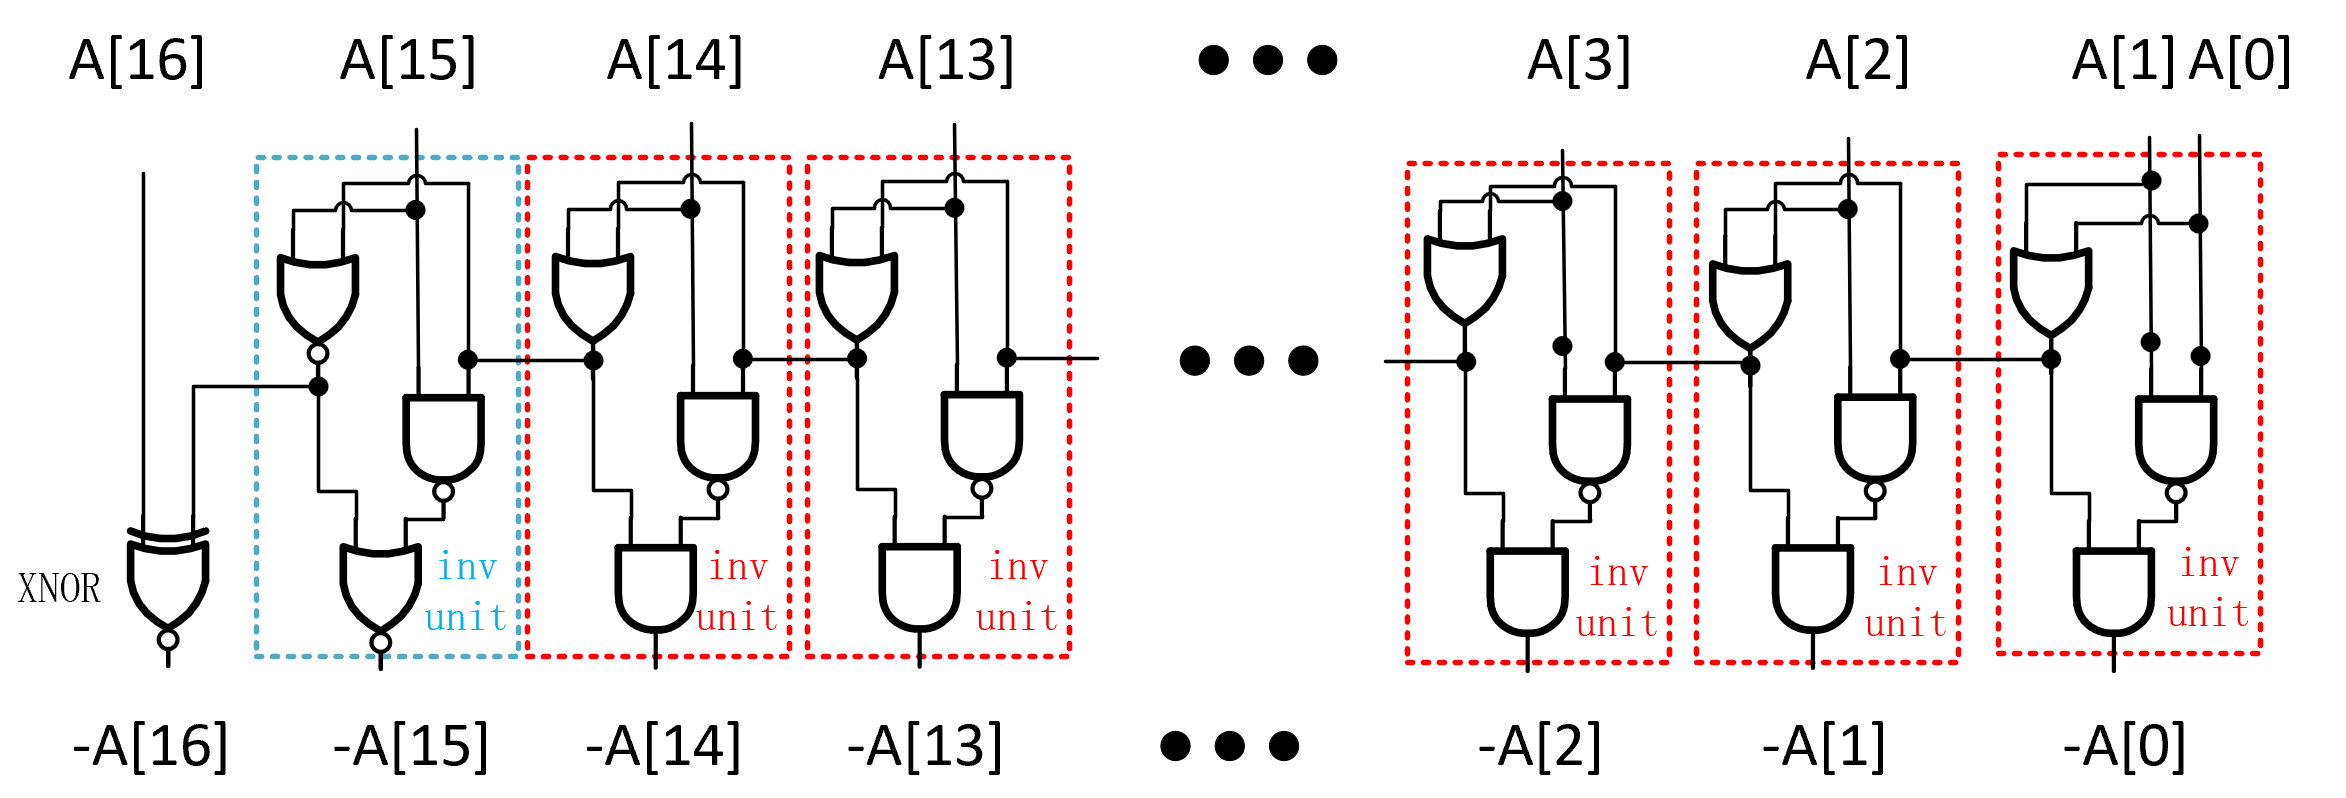 A[16] A[15] A[14] A[13] A[3] A[2] A[1] A[0]
inv unit
inv unit
inv unit
inv unit
inv unit
inv unit
XNOR
-A[16] -A[15] -A[14] -A[13] -A[2] -A[1] -A[0]